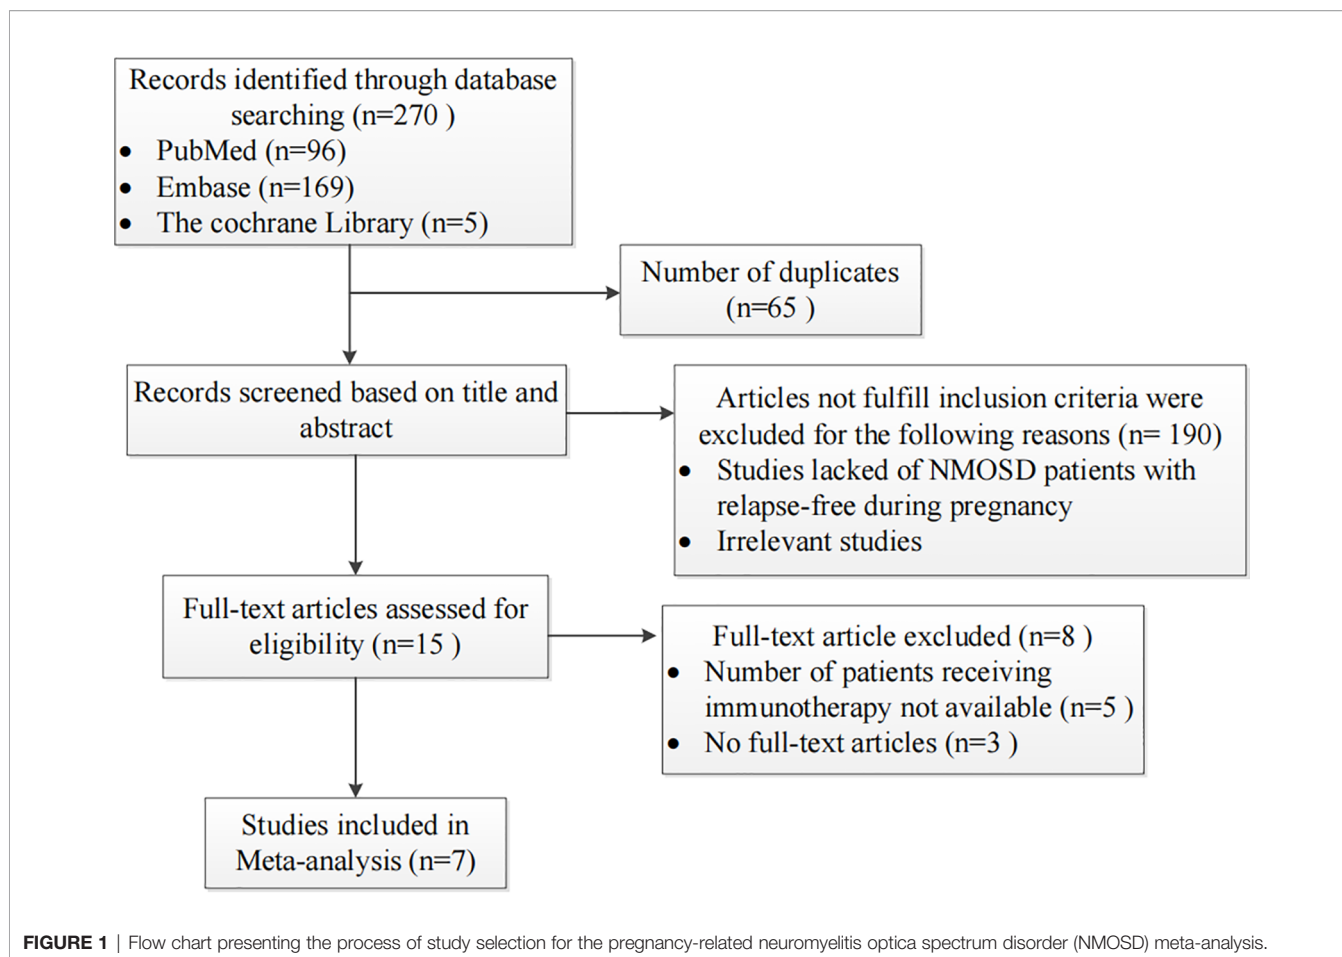 Records identified through database
searching (n=270 )
• PubMed (n=96)
• Embase (n=169)
• The cochrane Library (n=5)
Number of duplicates
(n=65 )
Records screened based on title and
abstract
Articles not fulfill inclusion criteria were
excluded for the following reasons (n= 190)
• Studies lacked of NMOSD patients with
relapse-free during pregnancy
• Irrelevant studies
Full-text articles assessed for
eligibility (n=15 )
Full-text article excluded (n=8 )
• Number of patients receiving
immunotherapy not available (n=5 )
• No full-text articles (n=3 )
Studies included in
Meta-analysis (n=7)
FIGURE 1 | Flow chart presenting the process of study selection for the pregnancy-related neuromyelitis optica spectrum disorder (NMOSD) meta-analysis.